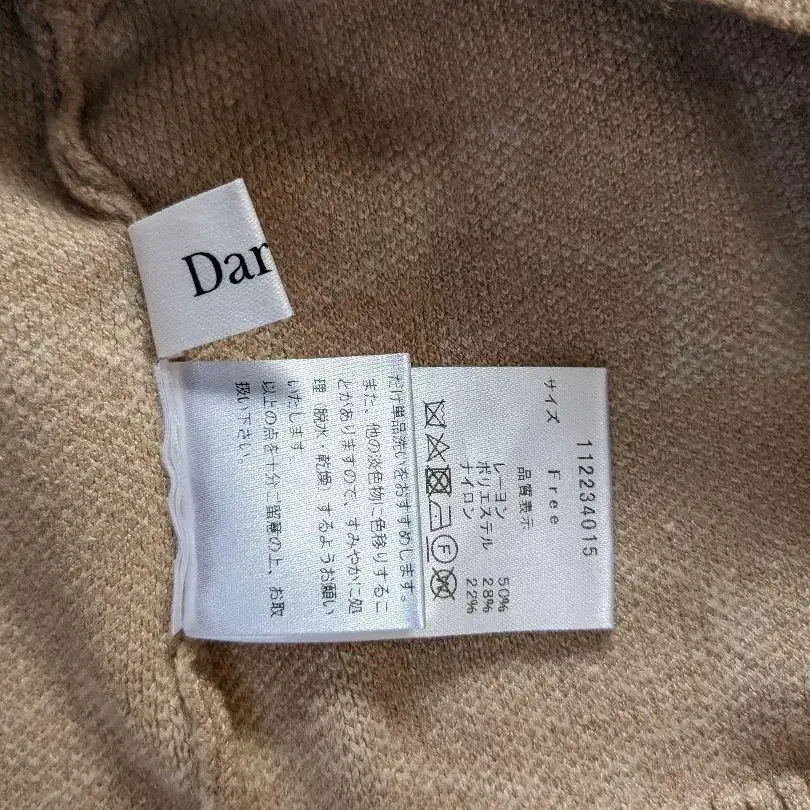 Dar
112234015
サイズ Free
品質表示
レーヨン 50%
ポリエステル 28%
ナイロン 22%
F
だけ単品洗いをおすすめします。
また、他の淡色物に色移りするこ
とがありますので、すみやかに処
理（脱水・乾燥）するようお願い
いたします。
以上の点を十分ご留意の上、お取
扱い下さい。